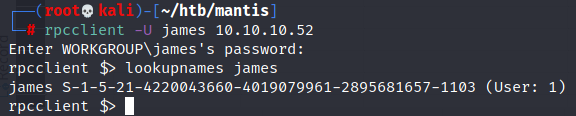 (root💀kali)-[~/htb/mantis]
# rpcclient -U james 10.10.10.52
Enter WORKGROUP\james's password:
rpcclient $> lookupnames james
james S-1-5-21-4220043660-4019079961-2895681657-1103 (User: 1)
rpcclient $>